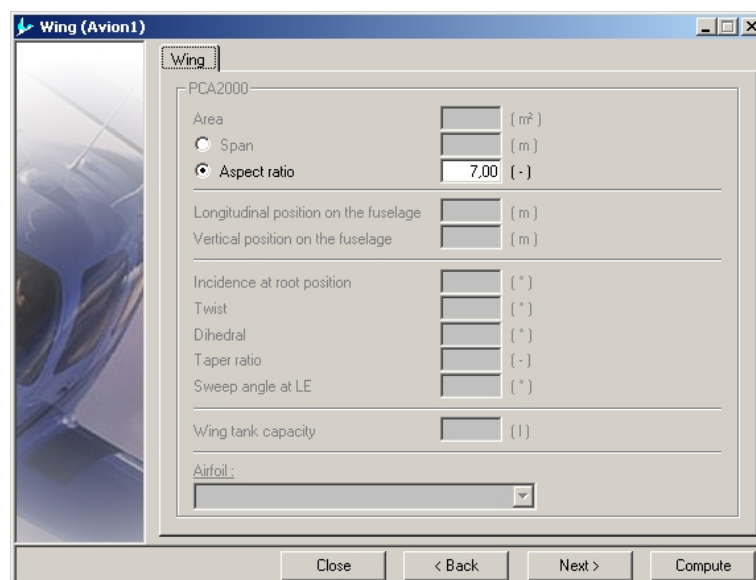 Wing (Avion1)
Wing
PCA2000
Area ( m² )
Span ( m )
Aspect ratio 7,00 ( - )
Longitudinal position on the fuselage ( m )
Vertical position on the fuselage ( m )
Incidence at root position ( ° )
Twist ( ° )
Dihedral ( ° )
Taper ratio ( - )
Sweep angle at LE ( ° )
Wing tank capacity ( l )
Airfoil :
Close < Back Next > Compute